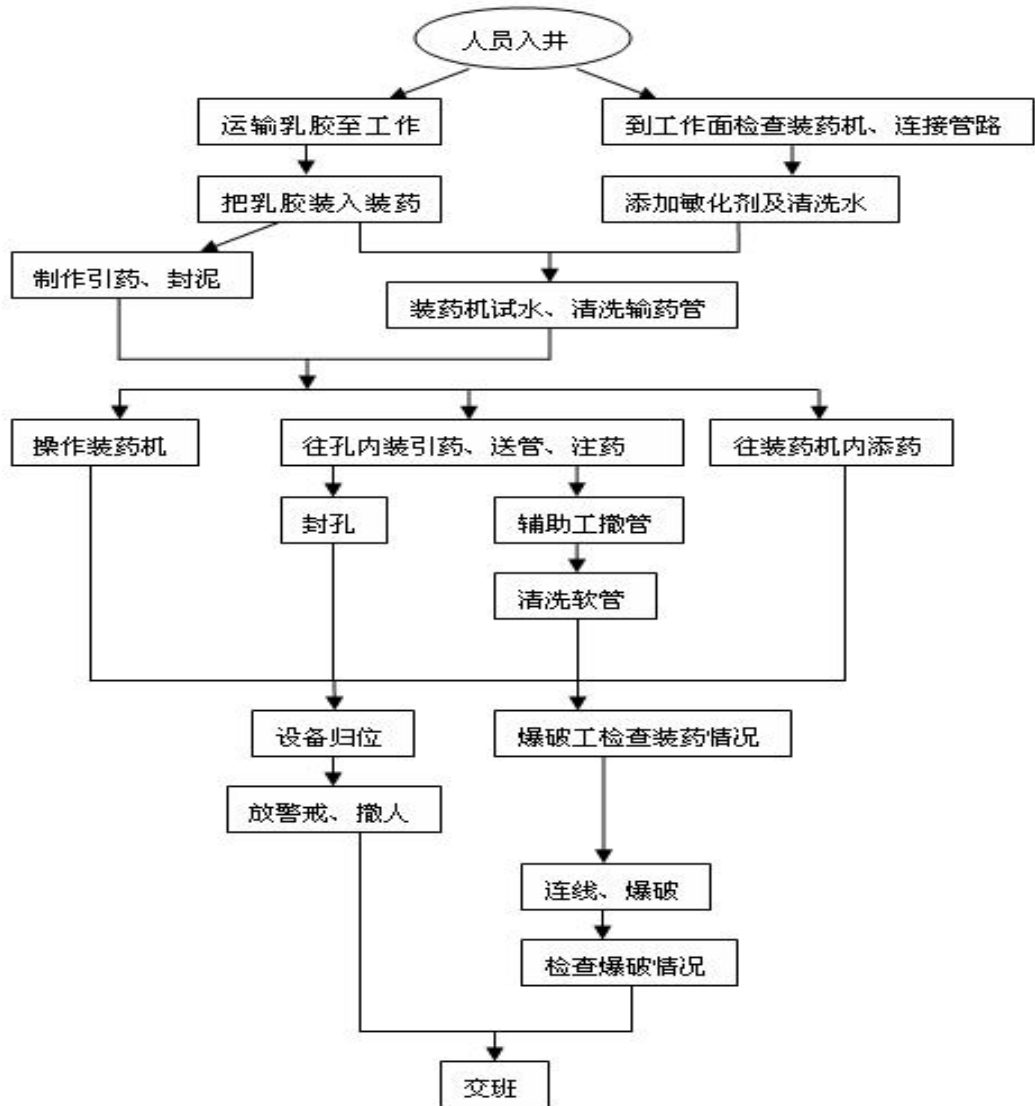 人员入井
运输乳胶至工作
到工作面检查装药机、连接管路
把乳胶装入装药
添加敏化剂及清洗水
制作引药、封泥
装药机试水、清洗输药管
操作装药机
往孔内装引药、送管、注药
往装药机内添药
封孔
辅助工撤管
清洗软管
设备归位
爆破工检查装药情况
放警戒、撤人
连线、爆破
检查爆破情况
交班